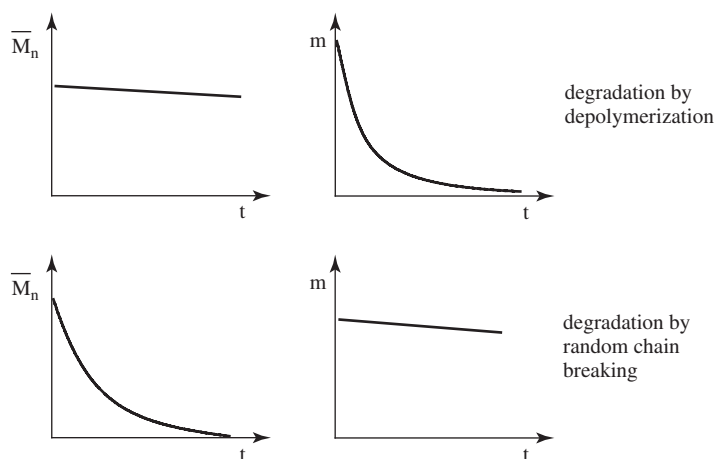 M̅n
m
degradation by
depolymerization
t
t
M̅n
m
degradation by
random chain
breaking
t
t